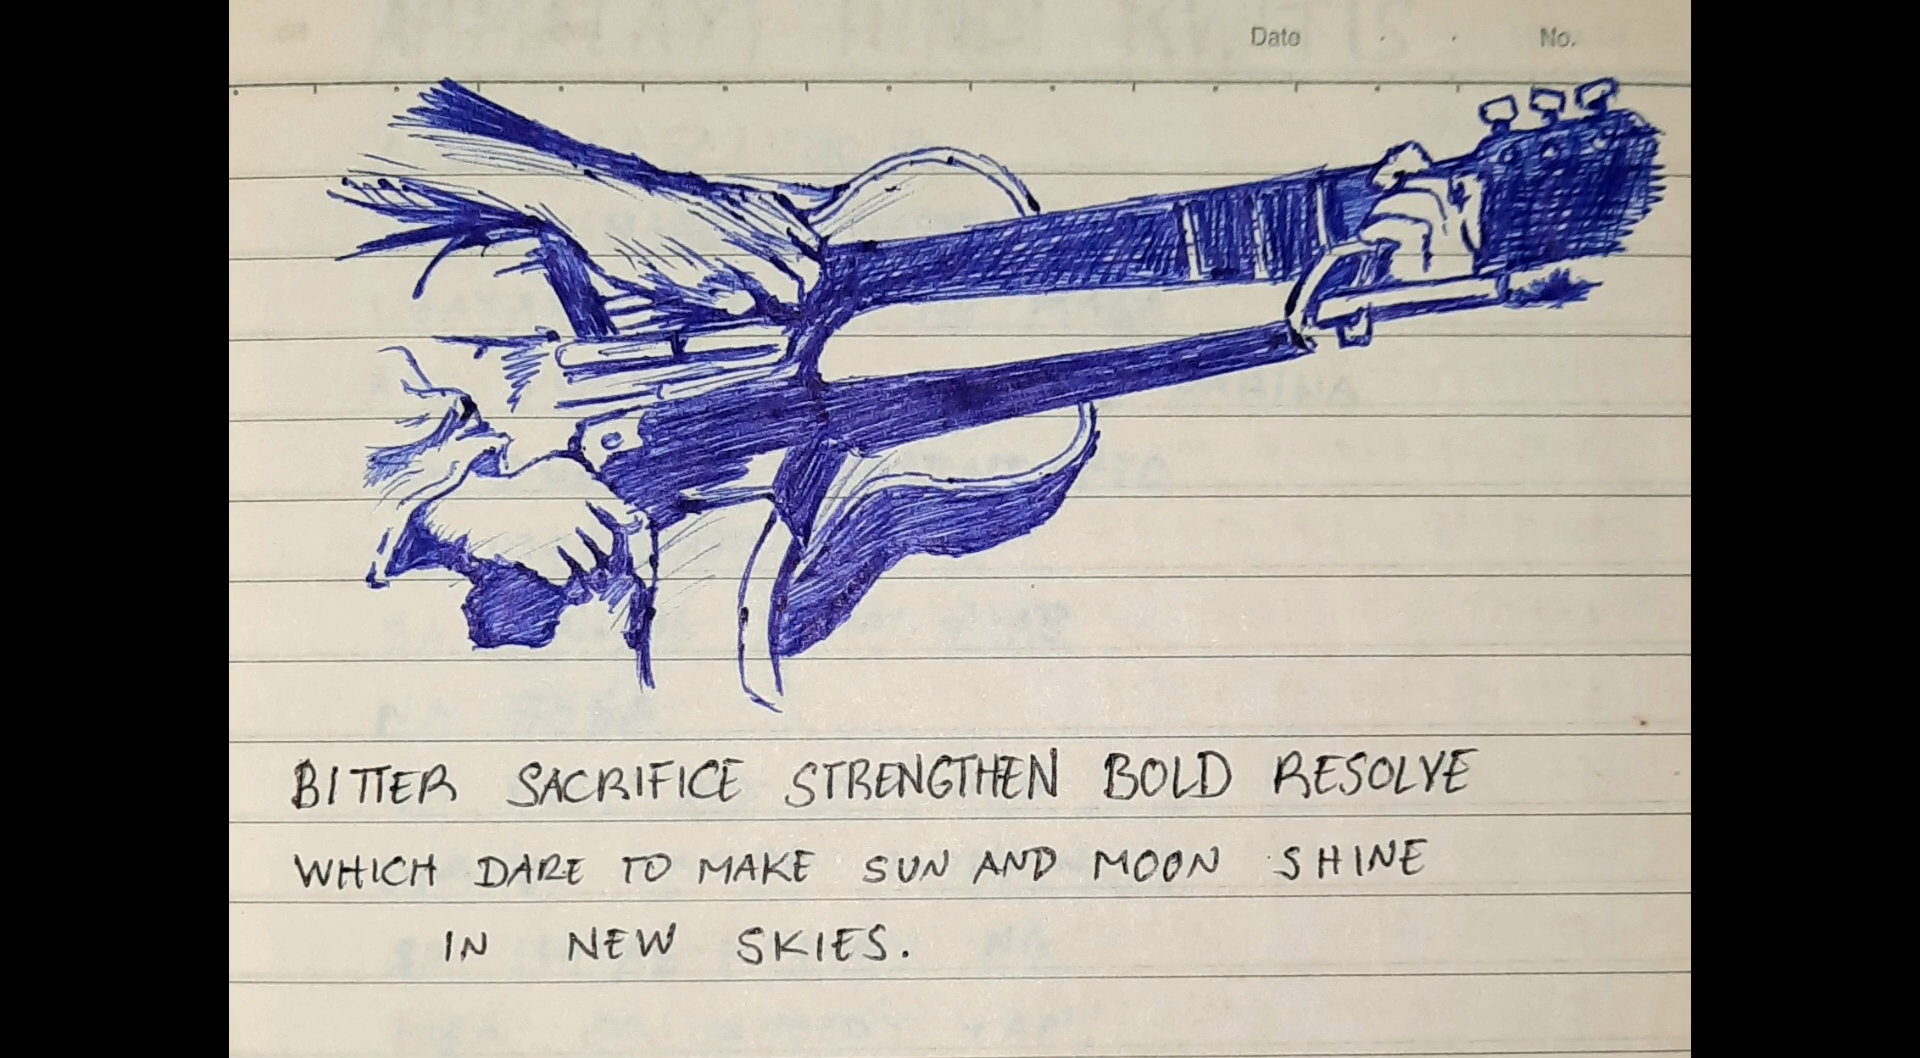 Date . . No.
BITTER SACRIFICE STRENGTHEN BOLD RESOLVE
WHICH DARE TO MAKE SUN AND MOON SHINE
IN NEW SKIES.